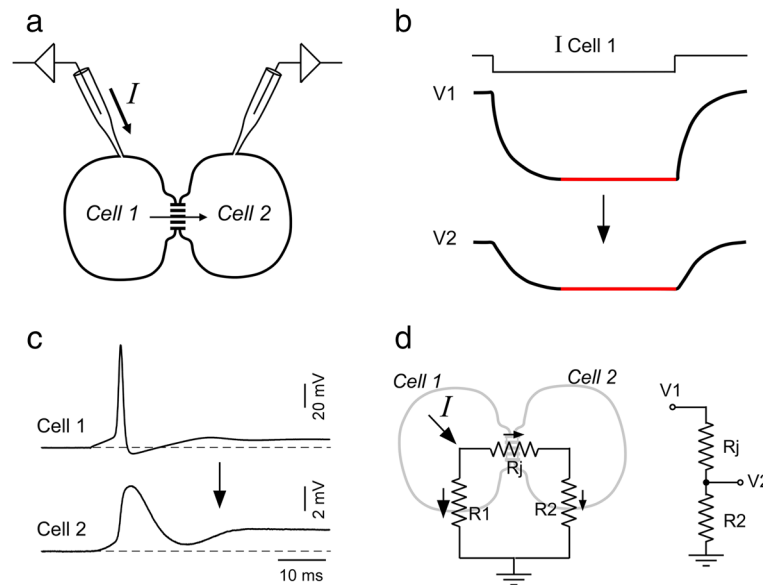 a
I
Cell 1
Cell 2
b
I Cell 1
V1
V2
c
Cell 1
20 mV
Cell 2
2 mV
10 ms
d
Cell 1
Cell 2
I
Rj
R1
R2
V1
Rj
V2
R2